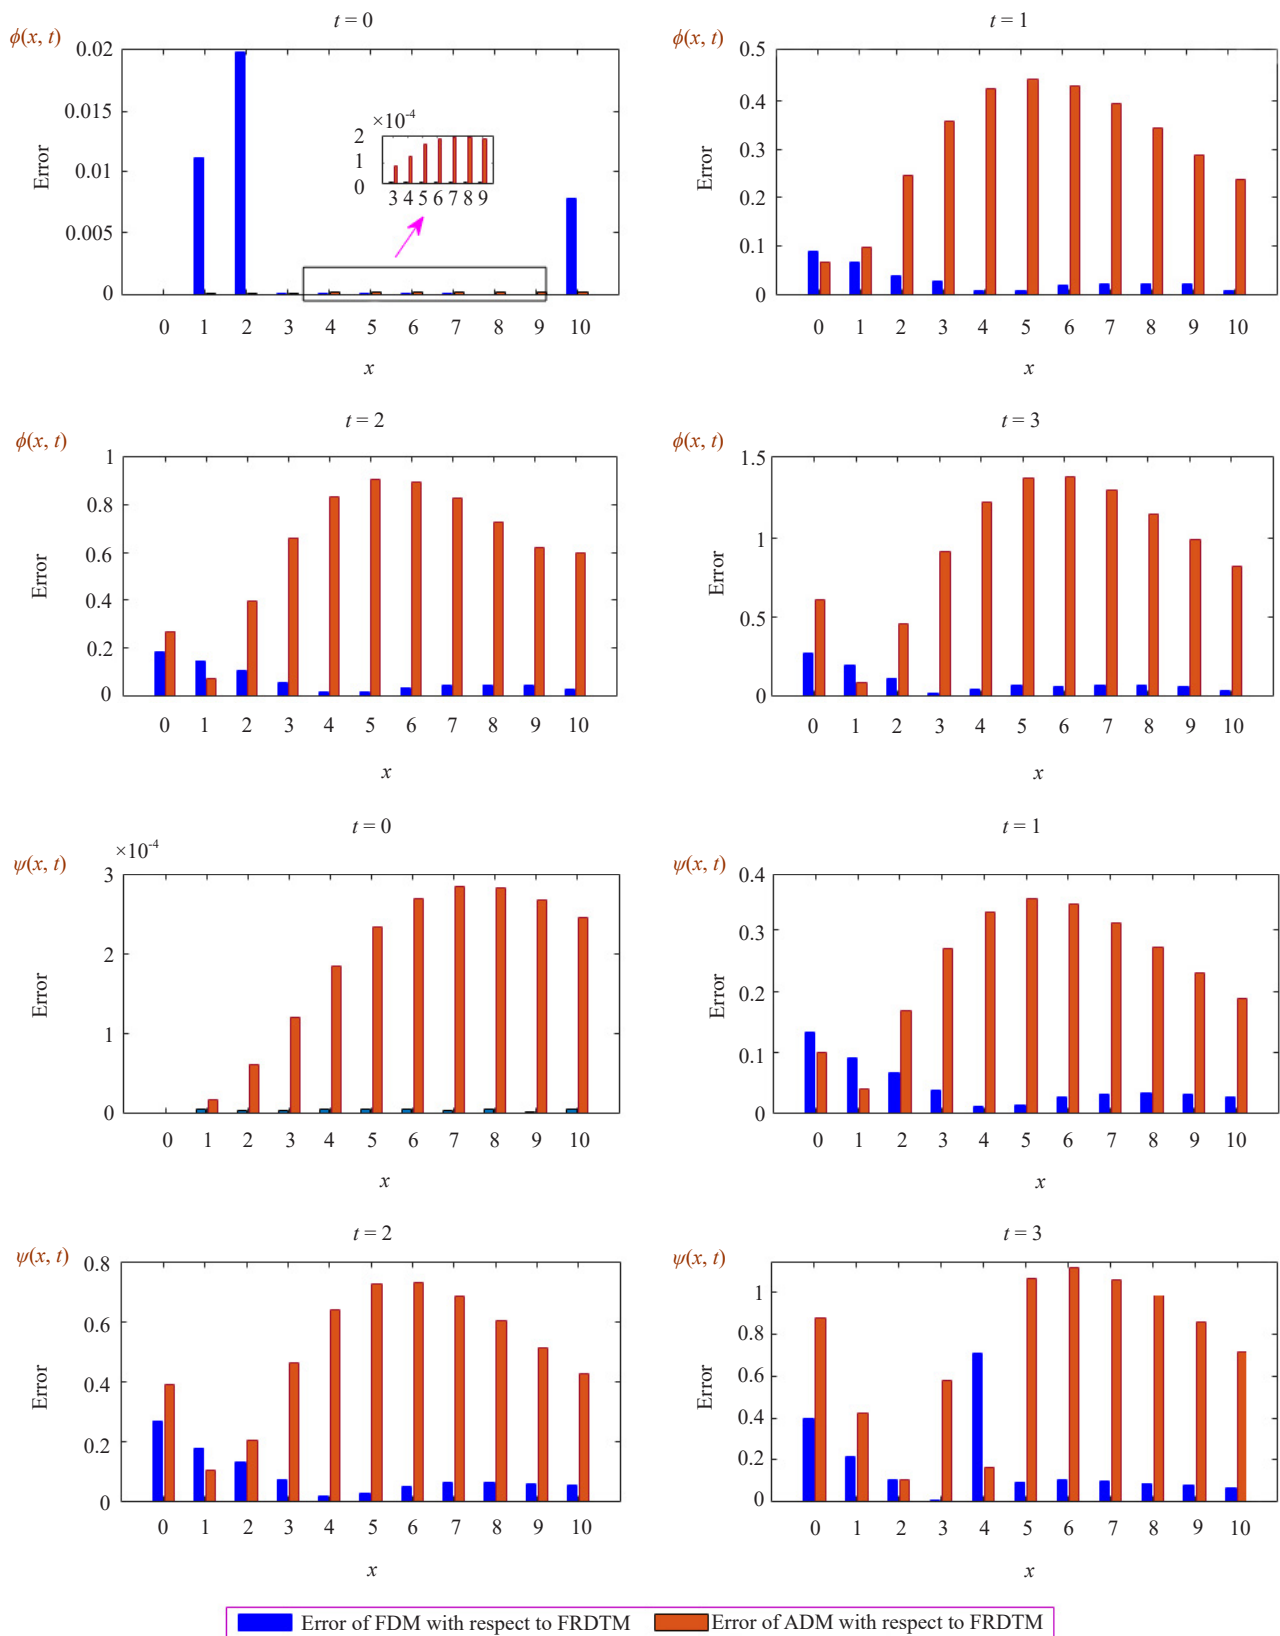 t = 0
ϕ(x, t)
0.02
0.015
0.01
0.005
0
Error
×10-4
2
1
0
3 4 5 6 7 8 9
0 1 2 3 4 5 6 7 8 9 10
x
t = 1
ϕ(x, t)
0.5
0.4
0.3
0.2
0.1
0
Error
0 1 2 3 4 5 6 7 8 9 10
x
t = 2
ϕ(x, t)
1
0.8
0.6
0.4
0.2
0
Error
0 1 2 3 4 5 6 7 8 9 10
x
t = 3
ϕ(x, t)
1.5
1
0.5
0
Error
0 1 2 3 4 5 6 7 8 9 10
x
t = 0
×10-4
ψ(x, t)
3
2
1
0
Error
0 1 2 3 4 5 6 7 8 9 10
x
t = 1
ψ(x, t)
0.4
0.3
0.2
0.1
0
Error
0 1 2 3 4 5 6 7 8 9 10
x
t = 2
ψ(x, t)
0.8
0.6
0.4
0.2
0
Error
0 1 2 3 4 5 6 7 8 9 10
x
t = 3
ψ(x, t)
1
0.8
0.6
0.4
0.2
0
Error
0 1 2 3 4 5 6 7 8 9 10
x
Error of FDM with respect to FRDTM
Error of ADM with respect to FRDTM